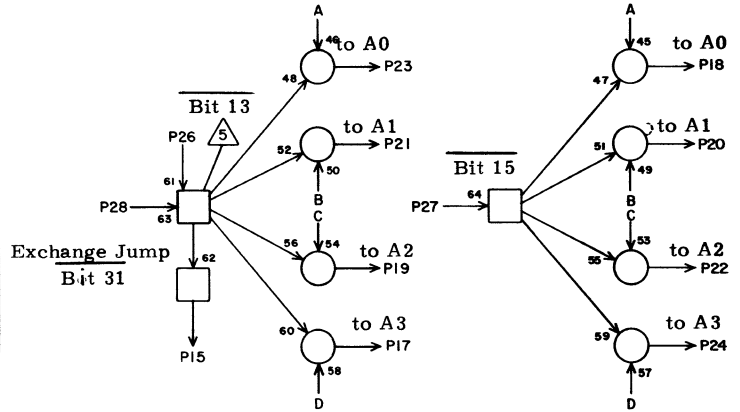 A
46
to A0
48
P23
Bit 13
5
P26
to A1
52
P21
50
61
P28
63
B
C
Exchange Jump
Bit 31
62
56
54
to A2
P19
P15
60
to A3
P17
58
D
A
45
to A0
47
P18
to A1
51
P20
49
Bit 15
64
P27
B
C
53
to A2
55
P22
to A3
59
P24
57
D